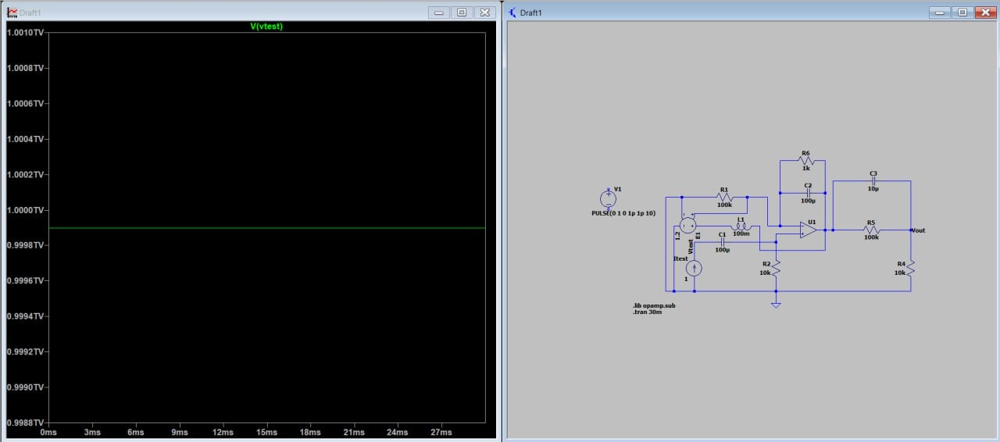 Draft1
V(vtest)
1.0010TV
1.0008TV
1.0006TV
1.0004TV
1.0002TV
1.0000TV
0.9998TV
0.9996TV
0.9994TV
0.9992TV
0.9990TV
0.9988TV
0ms 3ms 6ms 9ms 12ms 15ms 18ms 21ms 24ms 27ms
Draft1
V1
PULSE(0 1 0 1p 1p 10)
R6
1k
C2
100µ
C3
10µ
R1
100k
L1
100m
U1
R5
100k
Vout
E1
1.2
Vtest
C1
100µ
Itest
1
R2
10k
R4
10k
.lib opamp.sub
.tran 30m